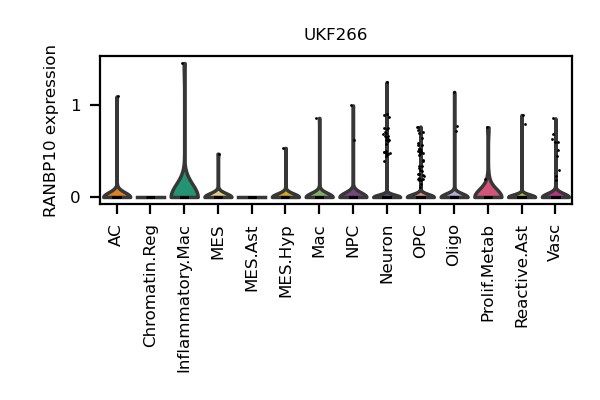 UKF266
RANBP10 expression
1
0
AC
Chromatin.Reg
Inflammatory.Mac
MES
MES.Ast
MES.Hyp
Mac
NPC
Neuron
OPC
Oligo
Prolif.Metab
Reactive.Ast
Vasc